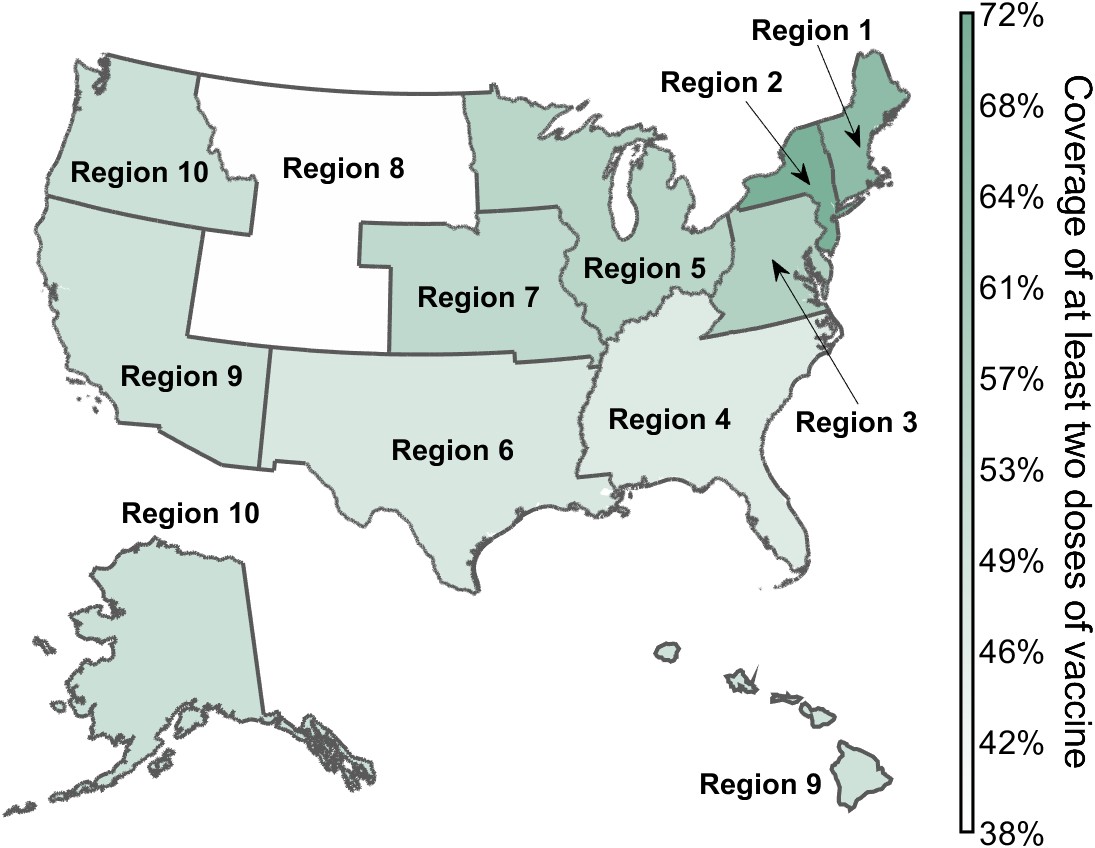 72%
Region 1
Region 2
68%
Region 10
Region 8
64%
Region 5
61%
Region 7
Region 9
57%
Region 4
Region 3
Region 6
53%
Region 10
49%
46%
42%
Region 9
38%
Coverage of at least two doses of vaccine